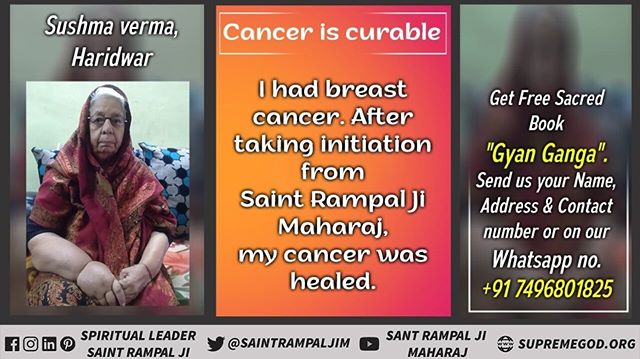 Sushma verma,
Haridwar
Cancer is curable
I had breast
cancer. After
taking initiation
from
Saint Rampal Ji
Maharaj,
my cancer was
healed.
Get Free Sacred
Book
"Gyan Ganga".
Send us your Name,
Address & Contact
number or on our
Whatsapp no.
+91 7496801825
SPIRITUAL LEADER
SAINT RAMPAL JI
@SAINTRAMPALJIM
SANT RAMPAL JI
MAHARAJ
SUPREMEGOD.ORG